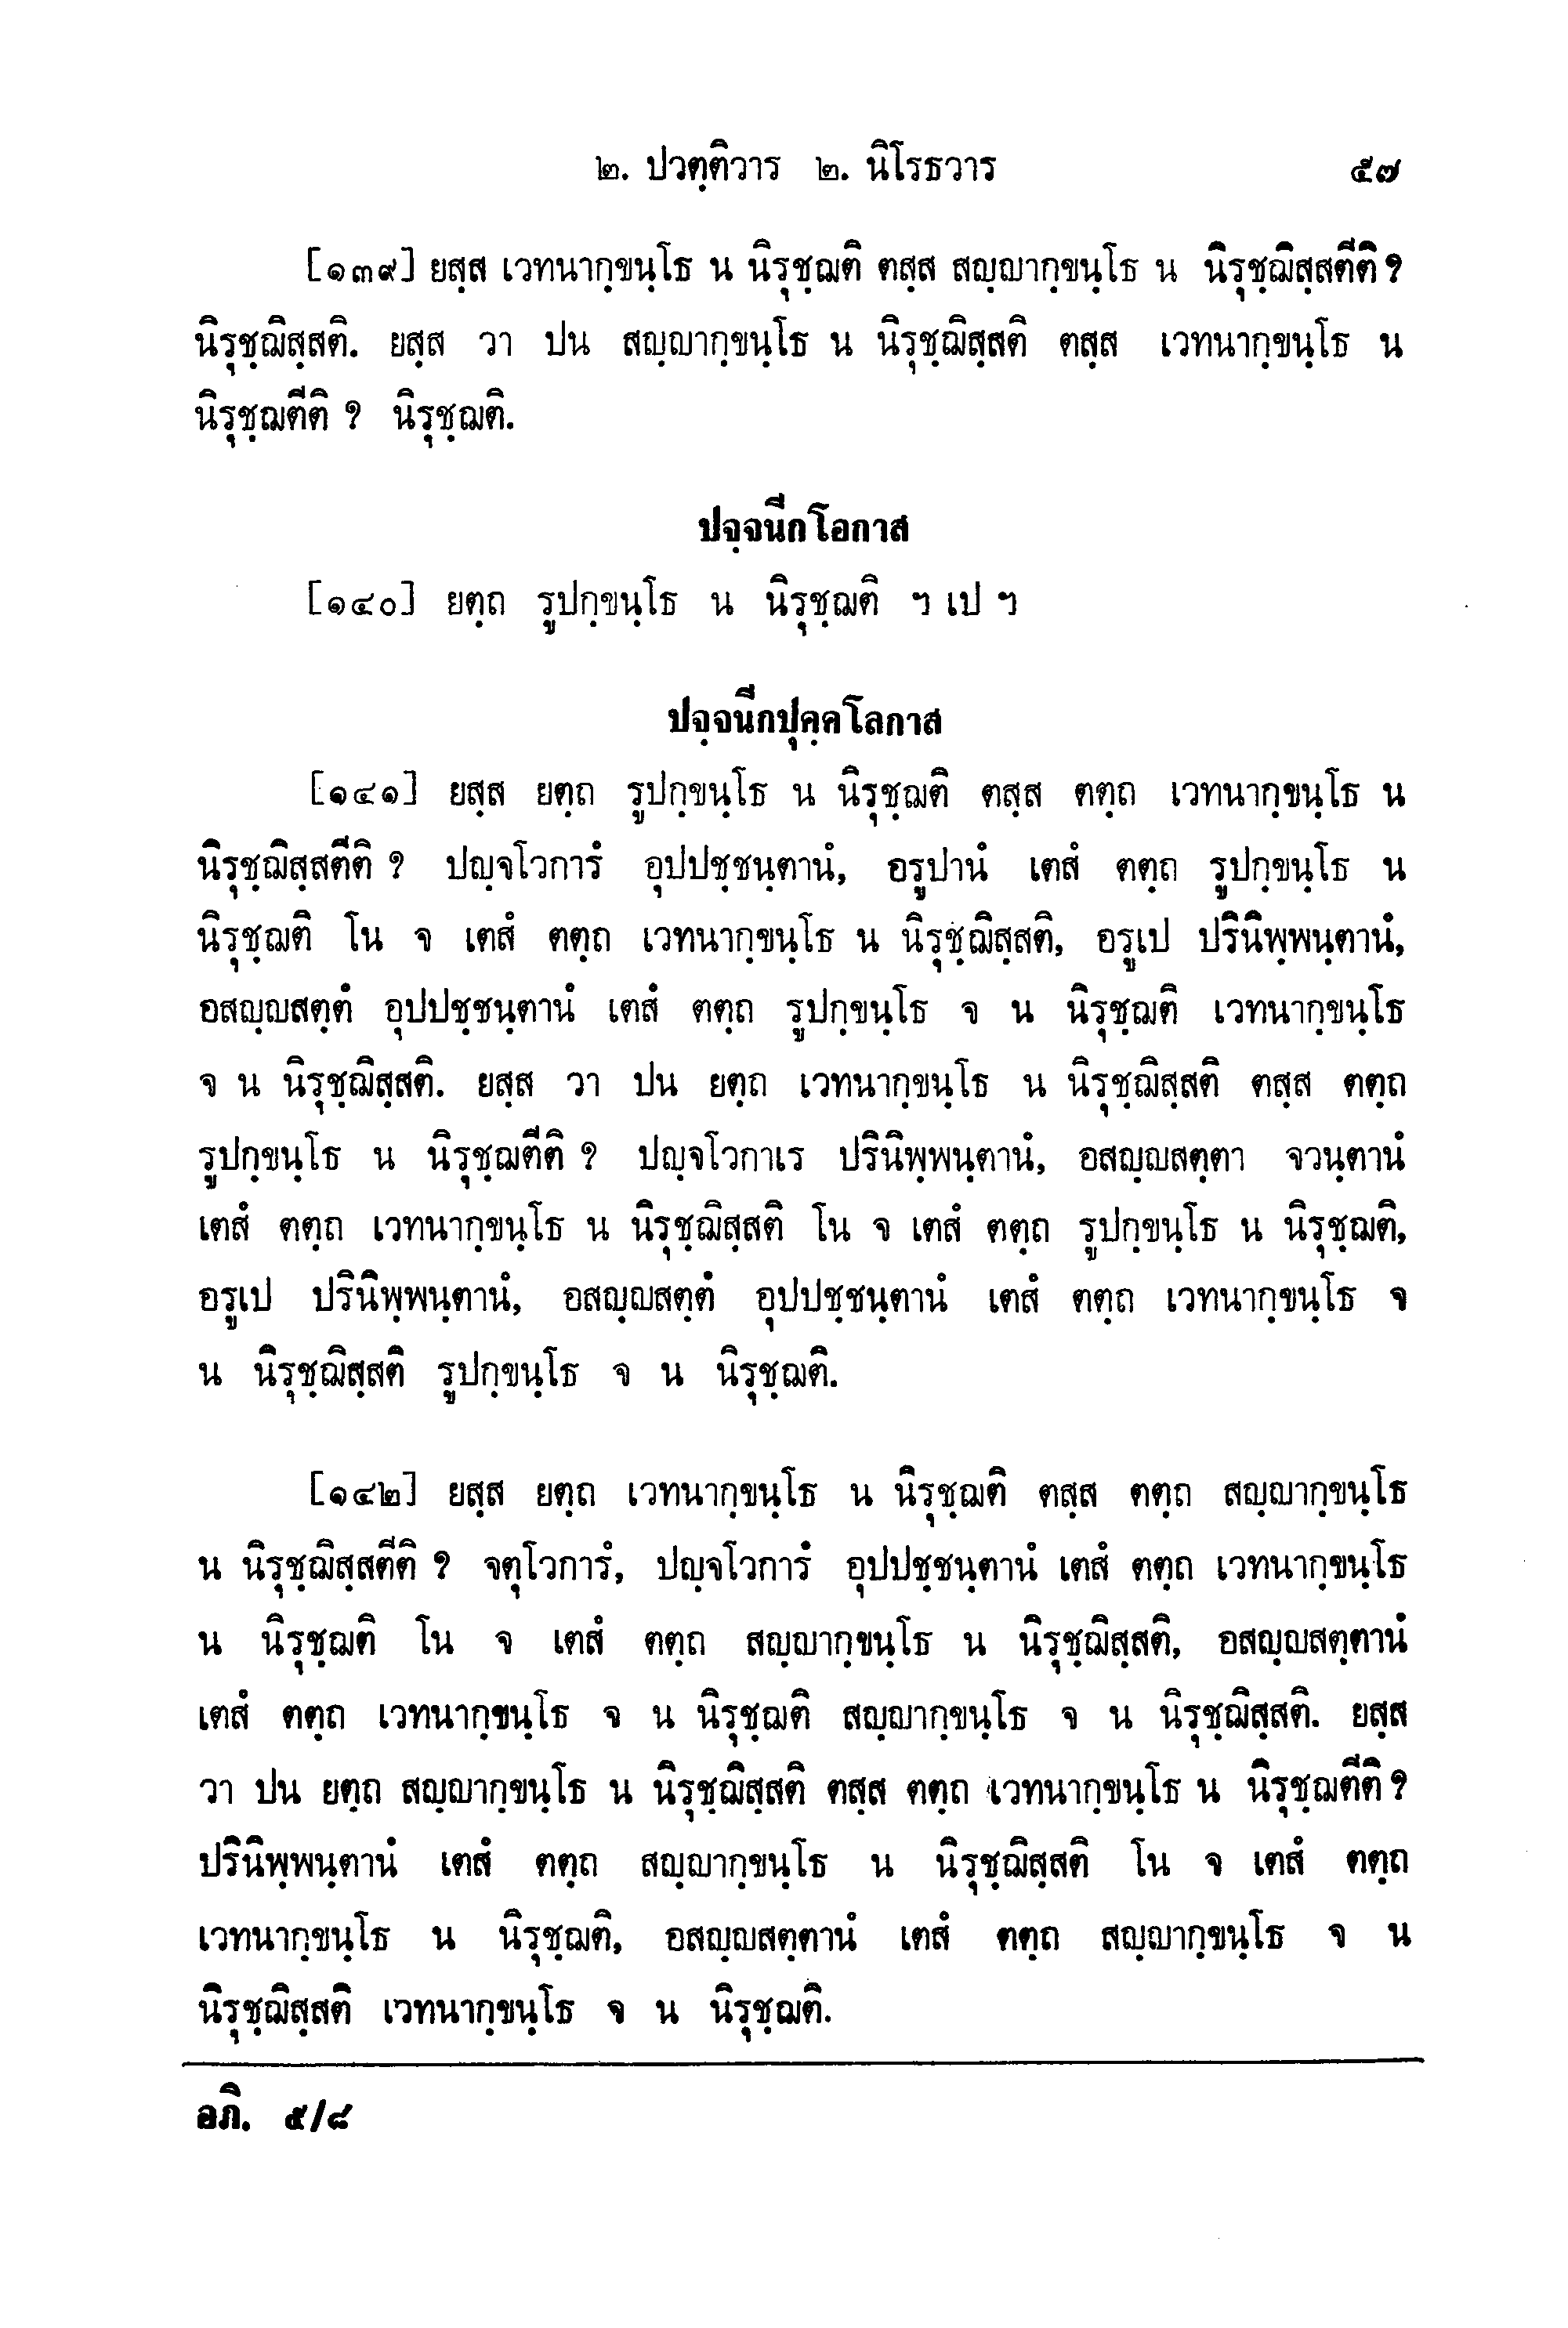 ๒. ปวตฺติวาร ๒. นิโรธวาร ๕๗
[๑๓๙] ยสฺส เวทนากฺขนฺโธ น นิรุชฺฌติ ตสฺส สญฺญากฺขนฺโธ น นิรุชฺฌิสฺสตีติ ?
นิรุชฺฌิสฺสติ. ยสฺส วา ปน สญฺญากฺขนฺโธ น นิรุชฺฌิสฺสติ ตสฺส เวทนากฺขนฺโธ น
นิรุชฺฌตีติ ? นิรุชฺฌติ.
ปจฺจนีกโอกาส
[๑๔๐] ยตฺถ รูปกฺขนฺโธ น นิรุชฺฌติ ฯ เป ฯ
ปจฺจนีกปุคฺคโลกาส
[๑๔๑] ยสฺส ยตฺถ รูปกฺขนฺโธ น นิรุชฺฌติ ตสฺส ตตฺถ เวทนากฺขนฺโธ น
นิรุชฺฌิสฺสตีติ ? ปญฺจโวการํ อุปปชฺชนฺตานํ, อรูปานํ เตสํ ตตฺถ รูปกฺขนฺโธ น
นิรุชฺฌติ โน จ เตสํ ตตฺถ เวทนากฺขนฺโธ น นิรุชฺฌิสฺสติ, อรูเป ปรินิพฺพนฺตานํ,
อสญฺญสตฺตํ อุปปชฺชนฺตานํ เตสํ ตตฺถ รูปกฺขนฺโธ จ น นิรุชฺฌติ เวทนากฺขนฺโธ
จ น นิรุชฺฌิสฺสติ. ยสฺส วา ปน ยตฺถ เวทนากฺขนฺโธ น นิรุชฺฌิสฺสติ ตสฺส ตตฺถ
รูปกฺขนฺโธ น นิรุชฺฌตีติ ? ปญฺจโวกาเร ปรินิพฺพนฺตานํ, อสญฺญสตฺตา จวนฺตานํ
เตสํ ตตฺถ เวทนากฺขนฺโธ น นิรุชฺฌิสฺสติ โน จ เตสํ ตตฺถ รูปกฺขนฺโธ น นิรุชฺฌติ,
อรูเป ปรินิพฺพนฺตานํ, อสญฺญสตฺตํ อุปปชฺชนฺตานํ เตสํ ตตฺถ เวทนากฺขนฺโธ จ
น นิรุชฺฌิสฺสติ รูปกฺขนฺโธ จ น นิรุชฺฌติ.
[๑๔๒] ยสฺส ยตฺถ เวทนากฺขนฺโธ น นิรุชฺฌติ ตสฺส ตตฺถ สญฺญากฺขนฺโธ
น นิรุชฺฌิสฺสตีติ ? จตุโวการํ, ปญฺจโวการํ อุปปชฺชนฺตานํ เตสํ ตตฺถ เวทนากฺขนฺโธ
น นิรุชฺฌติ โน จ เตสํ ตตฺถ สญฺญากฺขนฺโธ น นิรุชฺฌิสฺสติ, อสญฺญสตฺตานํ
เตสํ ตตฺถ เวทนากฺขนฺโธ จ น นิรุชฺฌติ สญฺญากฺขนฺโธ จ น นิรุชฺฌิสฺสติ. ยสฺส
วา ปน ยตฺถ สญฺญากฺขนฺโธ น นิรุชฺฌิสฺสติ ตสฺส ตตฺถ เวทนากฺขนฺโธ น นิรุชฺฌตีติ ?
ปรินิพฺพนฺตานํ เตสํ ตตฺถ สญฺญากฺขนฺโธ น นิรุชฺฌิสฺสติ โน จ เตสํ ตตฺถ
เวทนากฺขนฺโธ น นิรุชฺฌติ, อสญฺญสตฺตานํ เตสํ ตตฺถ สญฺญากฺขนฺโธ จ น
นิรุชฺฌิสฺสติ เวทนากฺขนฺโธ จ น นิรุชฺฌติ.
อภิ. ๕/๘